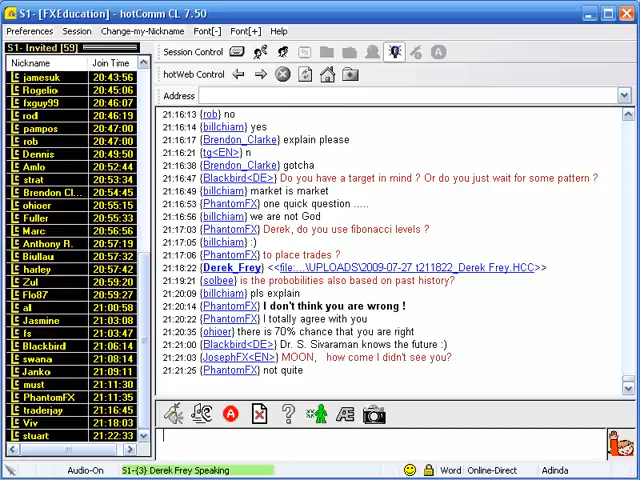 S1 - [FXEducation] - hotComm CL 7.50
Preferences Session Change-my-Nickname From[-] Font[+] Help
S1- Invited [59]
Nickname Join Time
jamesuk 20:43:56
Rogelio 20:45:06
fxguy99 20:46:07
rod 20:46:19
pampos 20:47:00
rob 20:47:00
Dennis 20:49:50
Amlo 20:52:44
strat 20:53:34
Brendon Cl... 20:54:45
ohioer 20:55:15
Fuller 20:55:33
Marc 20:56:56
Anthony R. 20:57:19
Biullau 20:57:32
harley 20:57:42
Zul 20:59:20
Flo87 20:59:27
al 21:00:58
Jasmine 21:03:08
fs 21:03:47
Blackbird 21:06:14
swana 21:08:14
Janko 21:09:11
must 21:11:30
PhantomFX 21:11:35
traderjay 21:16:45
Viv 21:18:03
stuart 21:22:33
Session Control
hotWeb Control
Address
21:16:13 {rob} no
21:16:14 {billchiam} yes
21:16:17 {Brendon_Clarke} explain please
21:16:21 {tg<EN>} n
21:16:38 {Brendon_Clarke} gotcha
21:16:47 {Blackbird<DE>} Do you have a target in mind ? Or do you just wait for some pattern ?
21:16:49 {billchiam} market is market
21:16:53 {PhantomFX} one quick question .....
21:16:56 {billchiam} we are not God
21:17:03 {PhantomFX} Derek, do you use fibonacci levels ?
21:17:05 {billchiam} :)
21:17:06 {PhantomFX} to place trades ?
21:18:22 {Derek_Frey} <<file:...\UPLOADS\2009-07-27 t211822_Derek Frey.HCC>>
21:19:21 {solbee} is the probobilities also based on past history?
21:20:09 {billchiam} pls explain
21:20:14 {PhantomFX} I don't think you are wrong !
21:20:22 {PhantomFX} I totally agree with you
21:20:35 {ohioer} there is 70% chance that you are right
21:21:00 {Blackbird<DE>} Dr. S. Sivaraman knows the future :)
21:21:03 {JosephFX<EN>} MOON, how come I didn't see you?
21:21:25 {PhantomFX} not quite
Audio-On S1-{3} Derek Frey Speaking Word Online-Direct Adinda